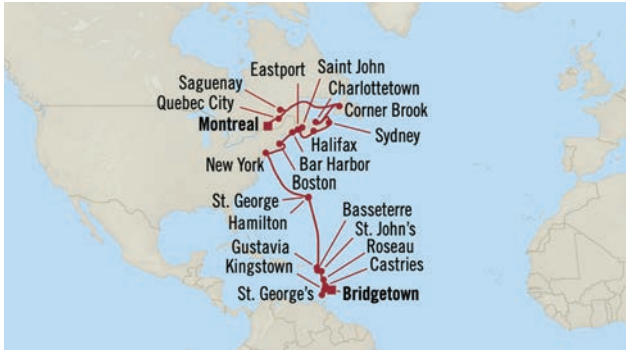 Eastport
Saint John
Saguenay
Charlottetown
Quebec City
Corner Brook
Montreal
Sydney
Halifax
New York
Bar Harbor
Boston
St. George
Hamilton
Basseterre
St. John's
Gustavia
Roseau
Kingstown
Castries
St. George's
Bridgetown